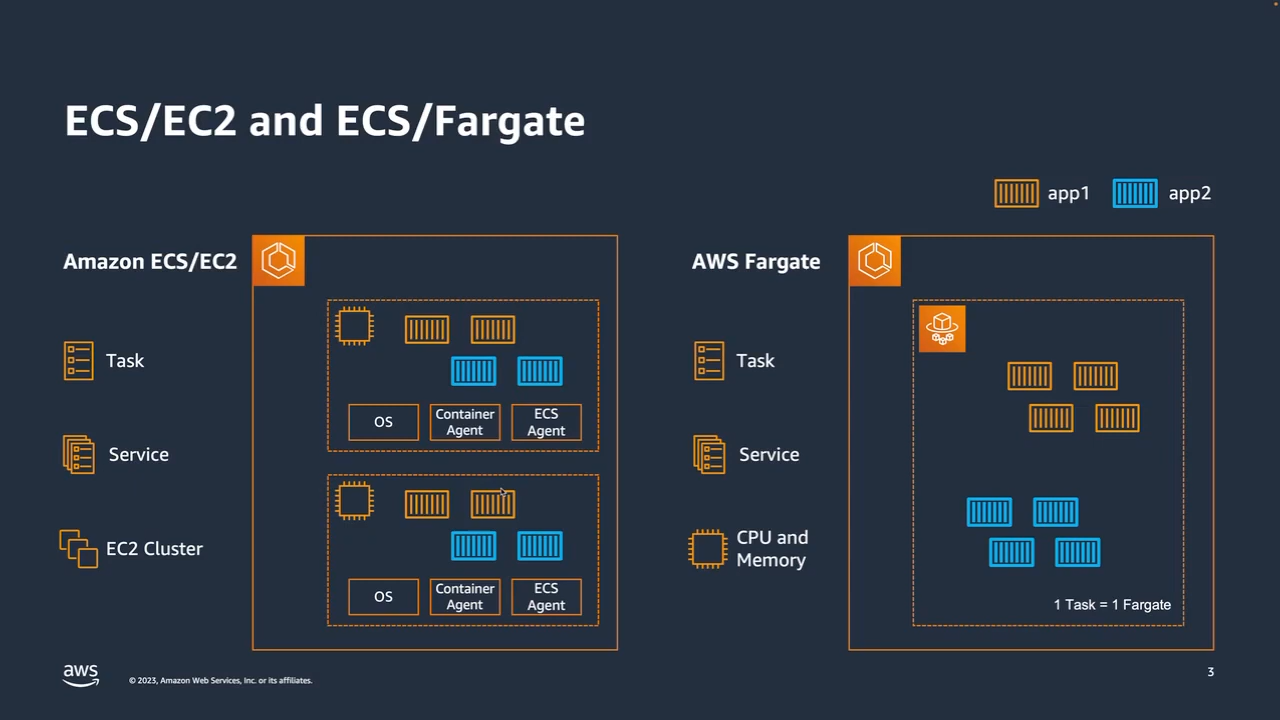 ECS/EC2 and ECS/Fargate
app1
app2
Amazon ECS/EC2
Task
Service
EC2 Cluster
OS
Container
Agent
ECS
Agent
OS
Container
Agent
ECS
Agent
AWS Fargate
Task
Service
CPU and
Memory
1 Task = 1 Fargate
aws
© 2023, Amazon Web Services, Inc. or its affiliates.
3